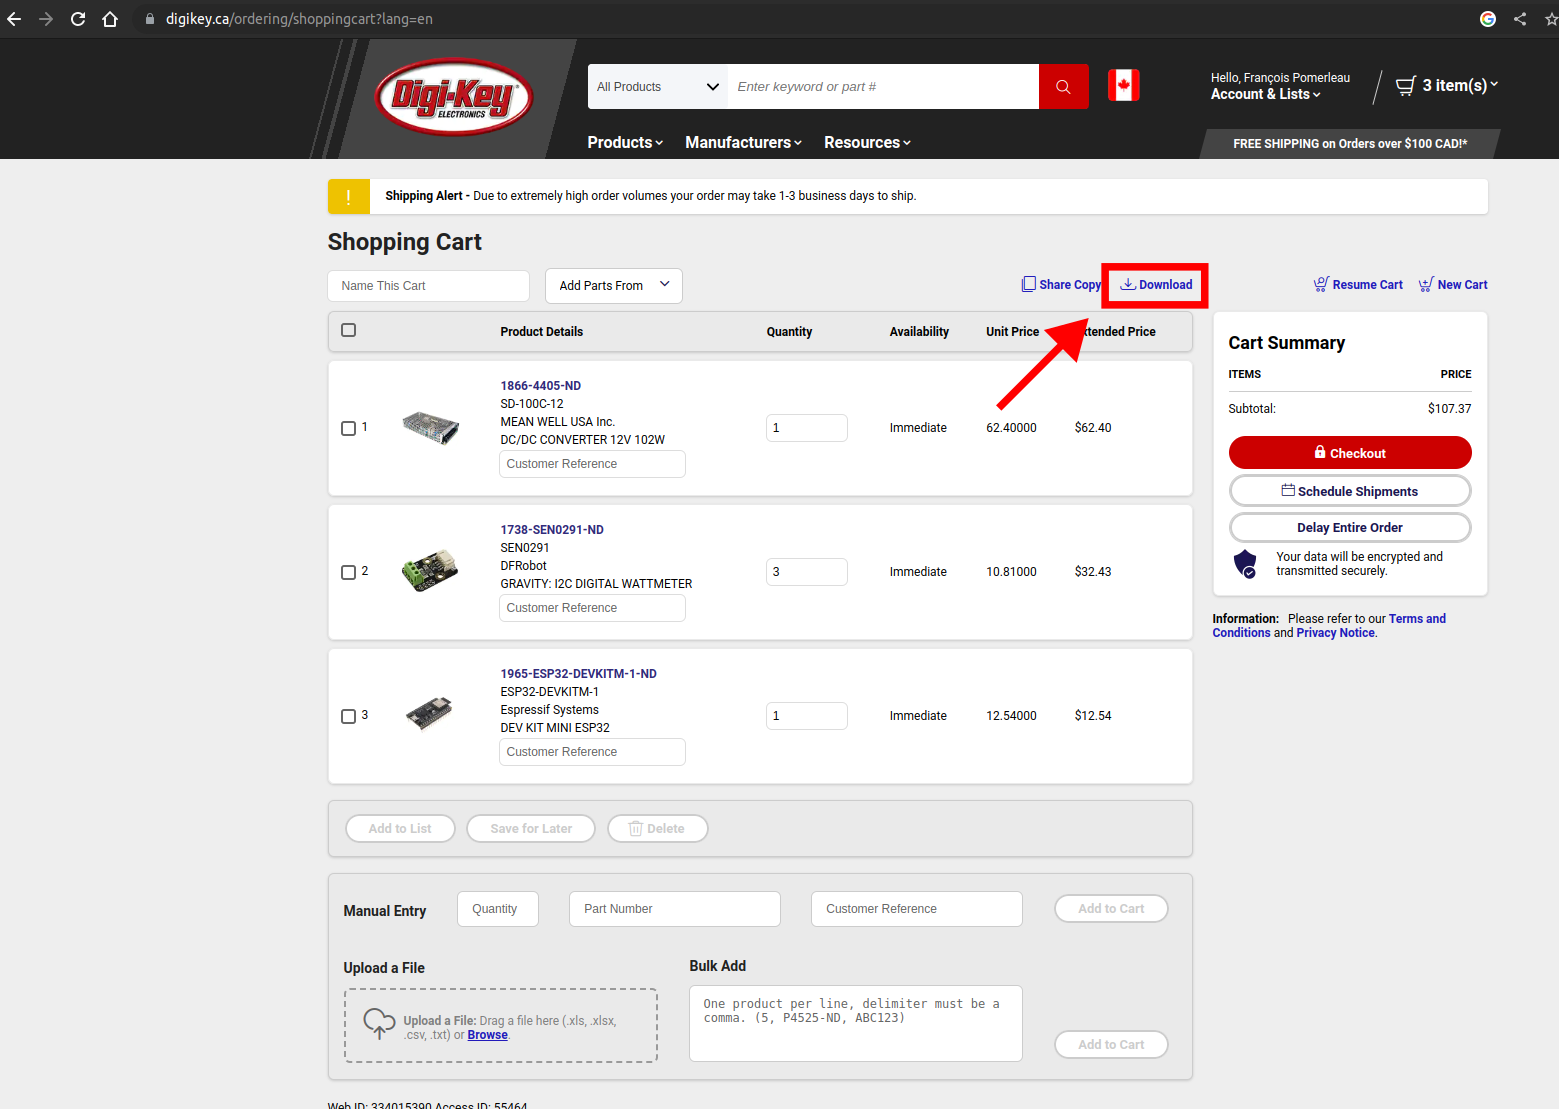 digikey.ca/ordering/shoppingcart?lang=en
Digi-Key
ELECTRONICS
All Products
Enter keyword or part #
Hello, François Pomerleau
Account & Lists
3 item(s)
Products
Manufacturers
Resources
FREE SHIPPING on Orders over $100 CAD!*
! Shipping Alert - Due to extremely high order volumes your order may take 1-3 business days to ship.
Shopping Cart
Name This Cart
Add Parts From
Share Copy
Download
Resume Cart
New Cart
Product Details Quantity Availability Unit Price xtended Price
1
1866-4405-ND
SD-100C-12
MEAN WELL USA Inc.
DC/DC CONVERTER 12V 102W
Customer Reference
1 Immediate 62.40000 $62.40
2
1738-SEN0291-ND
SEN0291
DFRobot
GRAVITY: I2C DIGITAL WATTMETER
Customer Reference
3 Immediate 10.81000 $32.43
3
1965-ESP32-DEVKITM-1-ND
ESP32-DEVKITM-1
Espressif Systems
DEV KIT MINI ESP32
Customer Reference
1 Immediate 12.54000 $12.54
Cart Summary
ITEMS PRICE
Subtotal: $107.37
Checkout
Schedule Shipments
Delay Entire Order
Your data will be encrypted and
transmitted securely.
Information: Please refer to our Terms and
Conditions and Privacy Notice.
Add to List
Save for Later
Delete
Manual Entry Quantity Part Number Customer Reference Add to Cart
Upload a File
Upload a File: Drag a file here (.xls, .xlsx,
.csv, .txt) or Browse.
Bulk Add
One product per line, delimiter must be a
comma. (5, P4525-ND, ABC123)
Add to Cart
Web ID: 334015390 Access ID: 55464